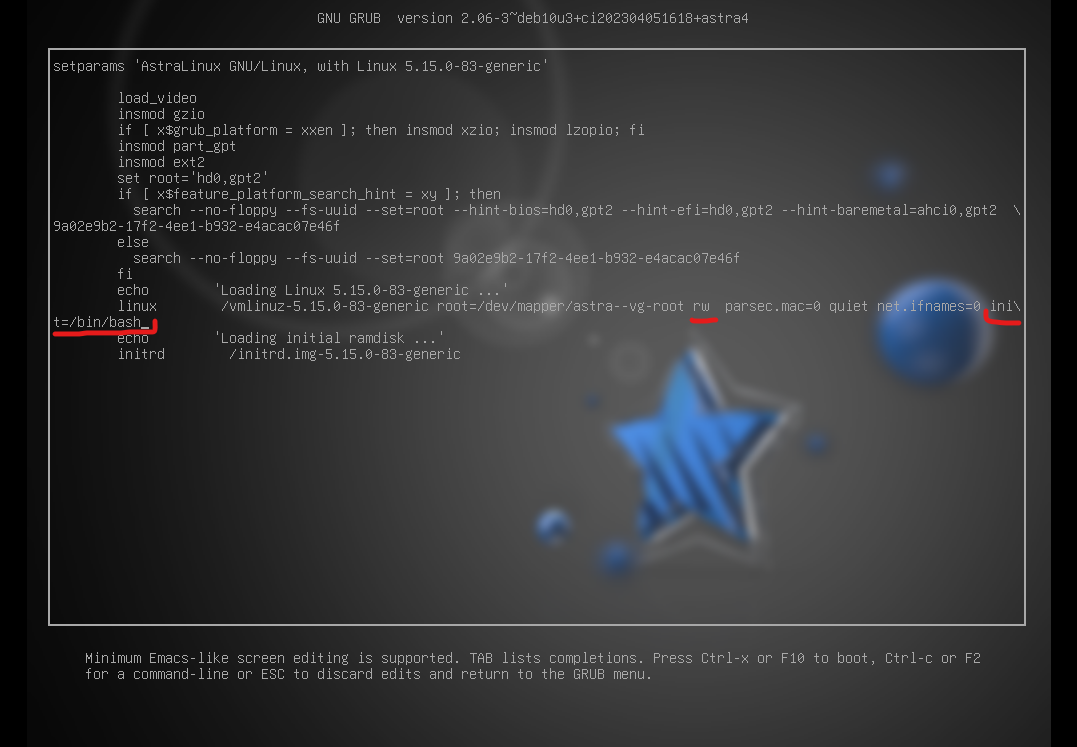 GNU GRUB  version 2.06-3~deb10u3+ci202304051618+astra4
setparams 'AstraLinux GNU/Linux, with Linux 5.15.0-83-generic'
load_video
insmod gzio
if [ x$grub_platform = xxen ]; then insmod xzio; insmod lzopio; fi
insmod part_gpt
insmod ext2
set root='hd0,gpt2'
if [ x$feature_platform_search_hint = xy ]; then
search --no-floppy --fs-uuid --set=root --hint-bios=hd0,gpt2 --hint-efi=hd0,gpt2 --hint-baremetal=ahci0,gpt2  \
9a02e9b2-17f2-4ee1-b932-e4acac07e46f
else
search --no-floppy --fs-uuid --set=root 9a02e9b2-17f2-4ee1-b932-e4acac07e46f
fi
echo 'Loading Linux 5.15.0-83-generic ...'
linux /vmlinuz-5.15.0-83-generic root=/dev/mapper/astra--vg-root rw  parsec.mac=0 quiet net.ifnames=0 ini\
t=/bin/bash_
echo 'Loading initial ramdisk ...'
initrd /initrd.img-5.15.0-83-generic
Minimum Emacs-like screen editing is supported. TAB lists completions. Press Ctrl-x or F10 to boot, Ctrl-c or F2
for a command-line or ESC to discard edits and return to the GRUB menu.